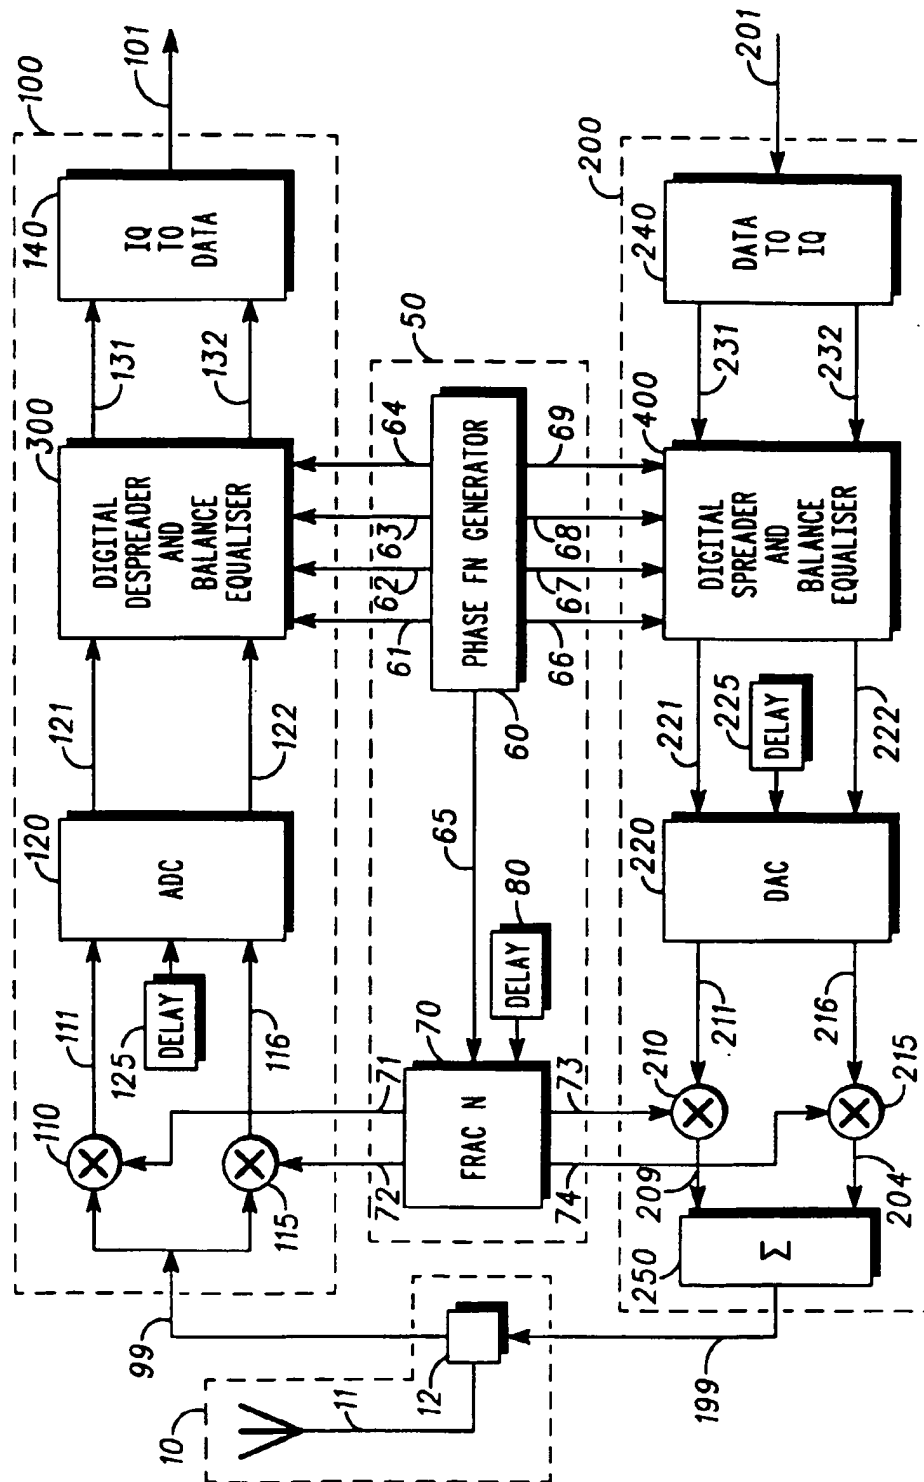 100
101
140
IQ
TO
DATA
131
132
300
DIGITAL
DESPREADER
AND
BALANCE
EQUALISER
121
122
120
ADC
111
125
DELAY
116
110
115
99
50
64
63
62
61
PHASE FN GENERATOR
60
69
68
67
66
65
80
DELAY
70
FRAC N
71
72
73
74
10
11
12
200
201
240
DATA
TO
IQ
231
232
400
DIGITAL
SPREADER
AND
BALANCE
EQUALISER
221
225
DELAY
222
220
DAC
211
216
210
215
209
204
250
Σ
199